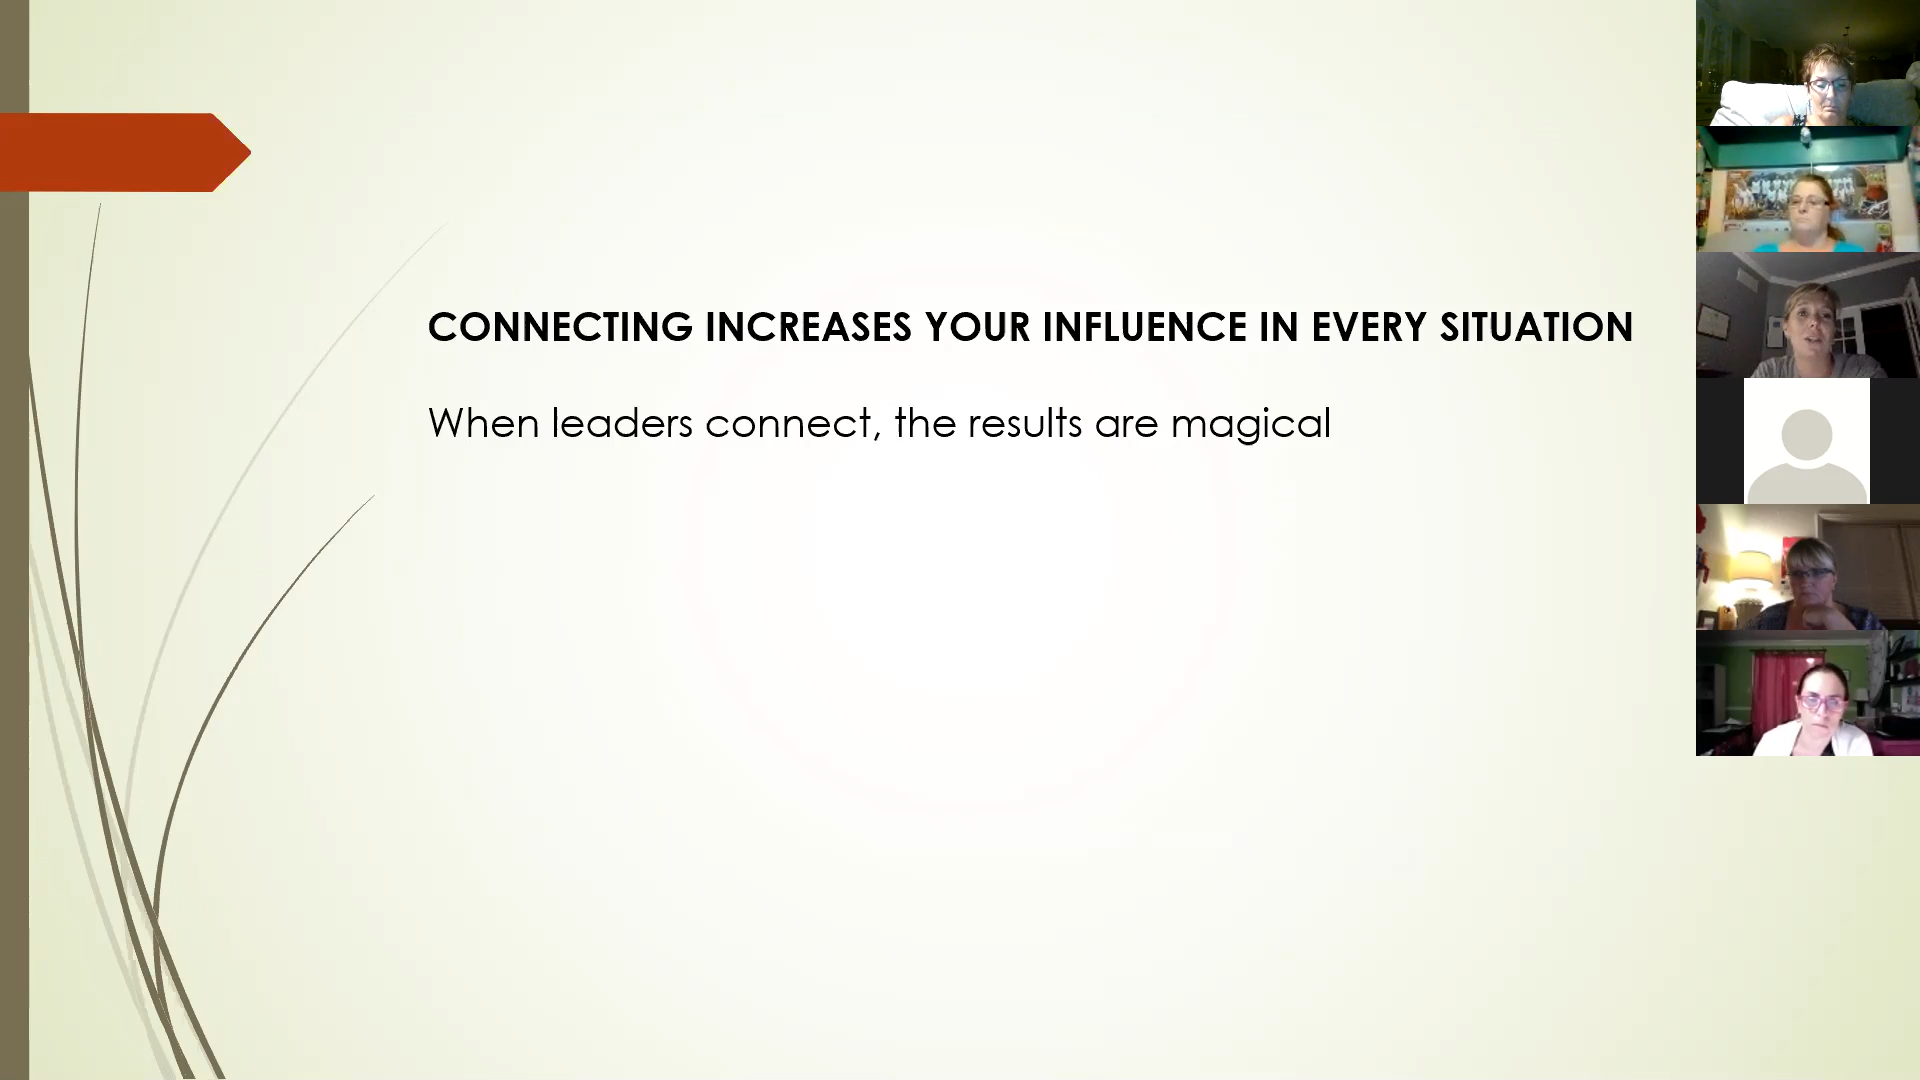 CONNECTING INCREASES YOUR INFLUENCE IN EVERY SITUATION
When leaders connect, the results are magical